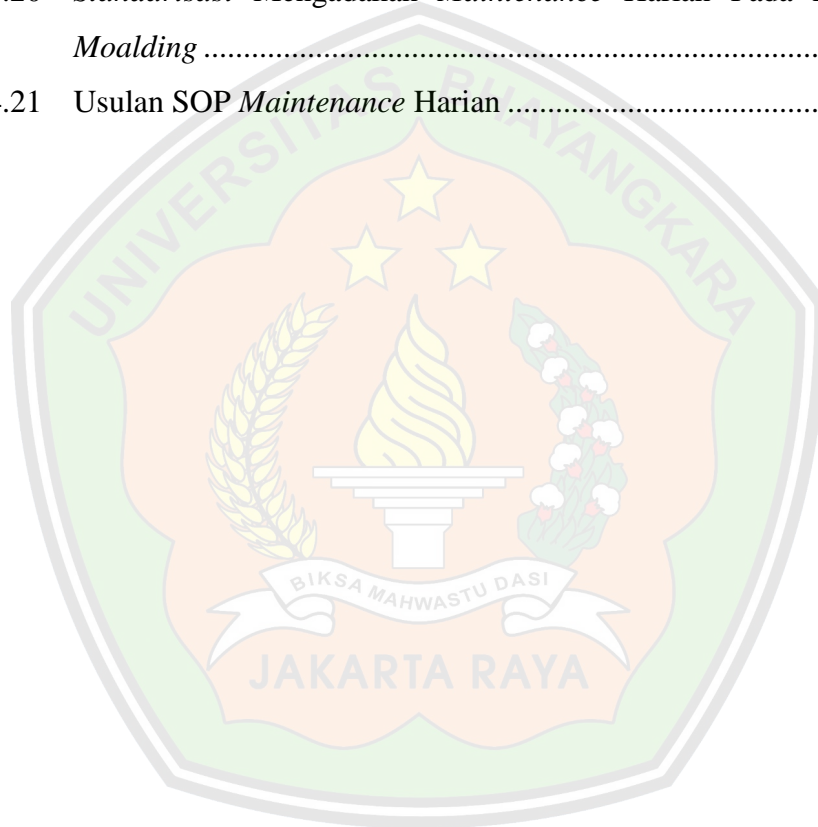 .20 Standarisasi Mengadakan Maintenance Harian Pada
Moalding ........................................................................
.21 Usulan SOP Maintenance Harian ........................................
UNIVERSITAS BHAYANGKARA
BIKSA MAHWASTU DASI
JAKARTA RAYA